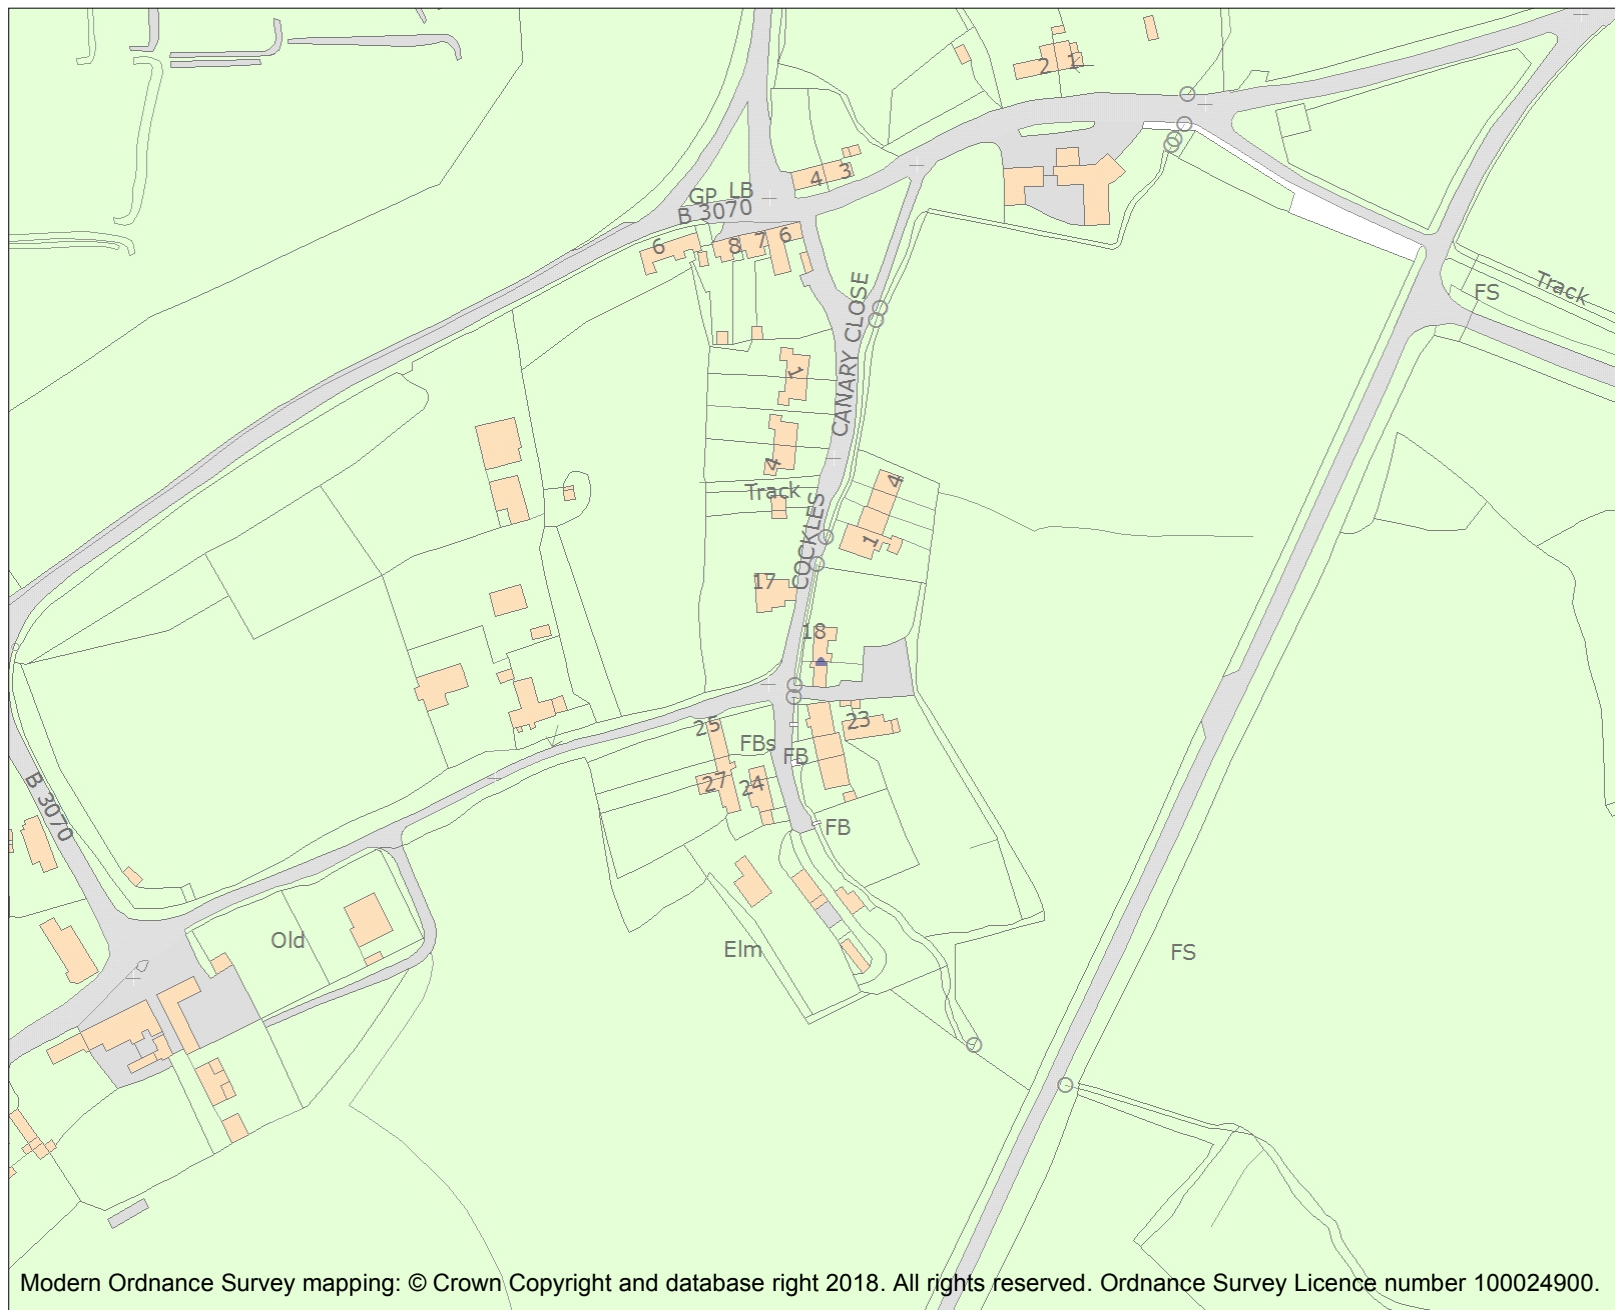 2 1
4 3
GP LB
B 3070
6 8 7 6
Track
FS
CANARY CLOSE
1
4
Track
4
1
COCKLES
17
18
25
23
FBs
FB
27
24
B 3070
FB
Old
Elm
FS
Modern Ordnance Survey mapping: © Crown Copyright and database right 2018. All rights reserved. Ordnance Survey Licence number 100024900.